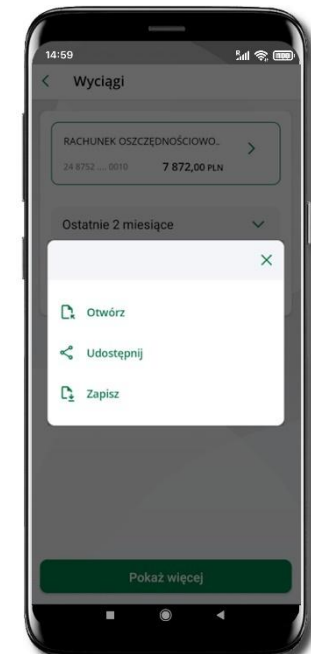 14:59
Wyciągi
RACHUNEK OSZCZĘDNOŚCIOWO..
24 8752 .... 0010 7 872,00 PLN
Ostatnie 2 miesiące
Otwórz
Udostępnij
Zapisz
Pokaż więcej